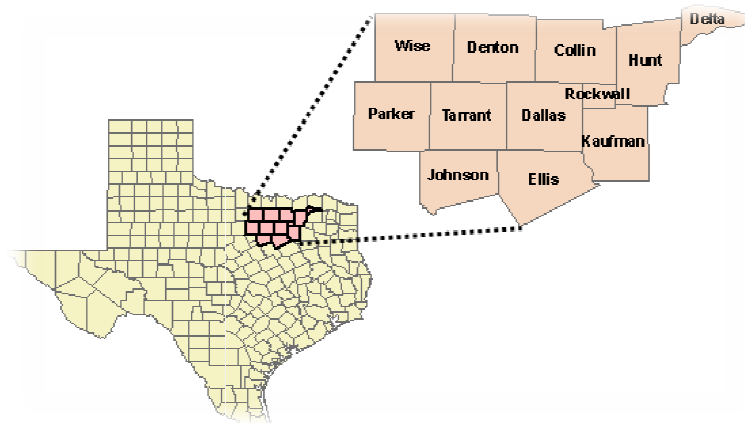 Delta
Wise
Denton
Collin
Hunt
Rockwall
Parker
Tarrant
Dallas
Kaufman
Johnson
Ellis